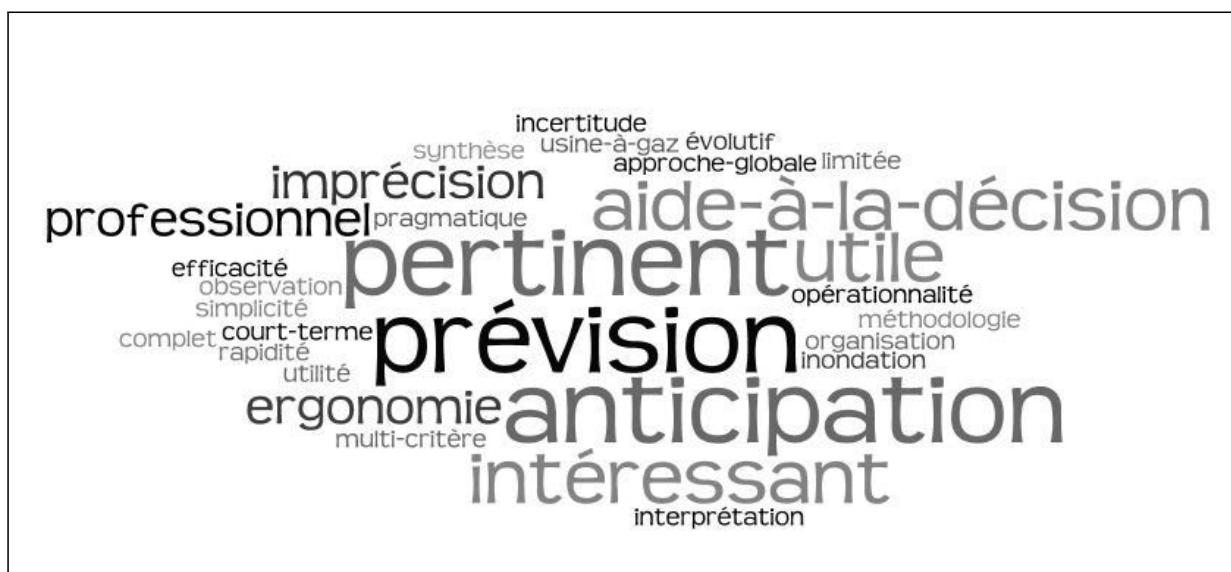 incertitude
synthèse usine-à-gaz évolutif
approche-globale limitée
imprécision aide-à-la-décision
professionnel pragmatique
pertinent utile
efficacité
observation opérationnalité
simplicité
prévision méthodologie
complet court-terme organisation
rapidité inondation
utilité
ergonomie anticipation
multi-critère
intéressant
interprétation